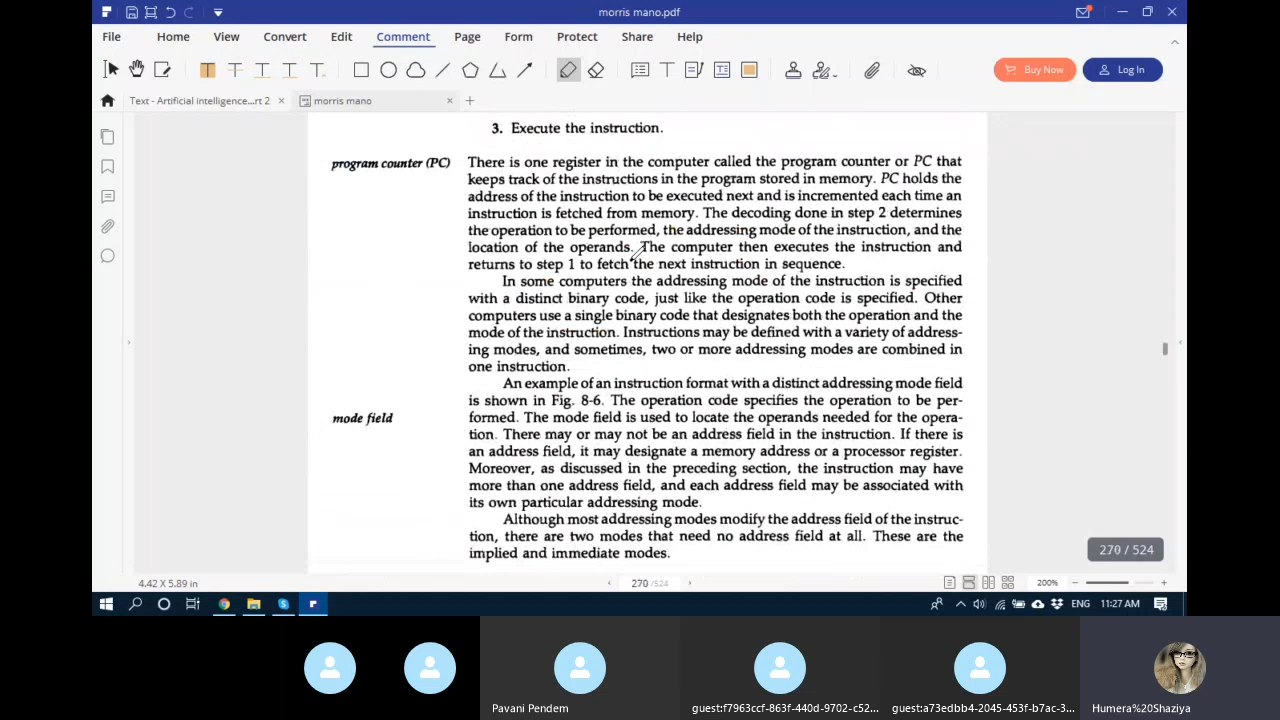 morris mano.pdf
File Home View Convert Edit Comment Page Form Protect Share Help
Buy Now Log In
Text - Artificial intelligence...rt 2 morris mano
3. Execute the instruction.
program counter (PC)
There is one register in the computer called the program counter or PC that
keeps track of the instructions in the program stored in memory. PC holds the
address of the instruction to be executed next and is incremented each time an
instruction is fetched from memory. The decoding done in step 2 determines
the operation to be performed, the addressing mode of the instruction, and the
location of the operands. The computer then executes the instruction and
returns to step 1 to fetch the next instruction in sequence.
In some computers the addressing mode of the instruction is specified
with a distinct binary code, just like the operation code is specified. Other
computers use a single binary code that designates both the operation and the
mode of the instruction. Instructions may be defined with a variety of address-
ing modes, and sometimes, two or more addressing modes are combined in
one instruction.
An example of an instruction format with a distinct addressing mode field
is shown in Fig. 8-6. The operation code specifies the operation to be per-
mode field
formed. The mode field is used to locate the operands needed for the opera-
tion. There may or may not be an address field in the instruction. If there is
an address field, it may designate a memory address or a processor register.
Moreover, as discussed in the preceding section, the instruction may have
more than one address field, and each address field may be associated with
its own particular addressing mode.
Although most addressing modes modify the address field of the instruc-
tion, there are two modes that need no address field at all. These are the
implied and immediate modes.
270 / 524
4.42 X 5.89 in 270 /524 200%
ENG 11:27 AM
Pavani Pendem guest:f7963ccf-863f-440d-9702-c52... guest:a73edbb4-2045-453f-b7ac-3... Humera%20Shaziya